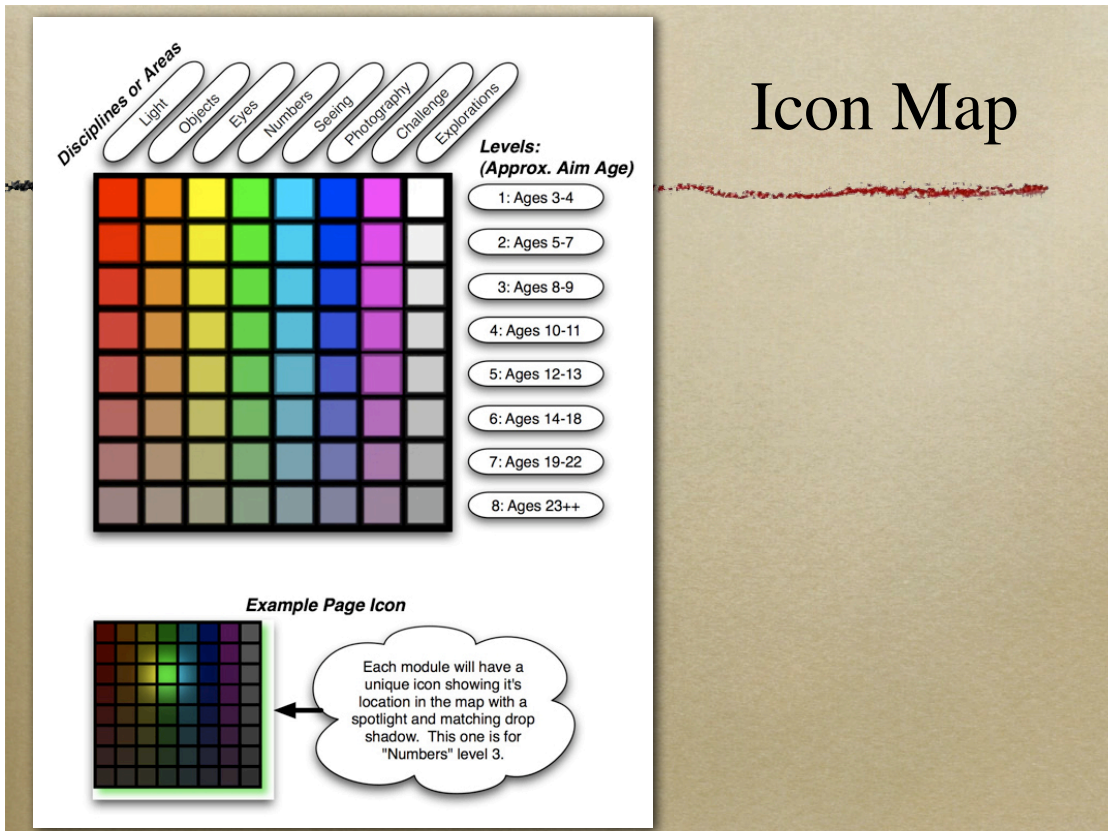 Icon Map
Disciplines or Areas
Light
Objects
Eyes
Numbers
Seeing
Photography
Challenge
Explorations
Levels:
(Approx. Aim Age)
1: Ages 3-4
2: Ages 5-7
3: Ages 8-9
4: Ages 10-11
5: Ages 12-13
6: Ages 14-18
7: Ages 19-22
8: Ages 23++
Example Page Icon
Each module will have a
unique icon showing it's
location in the map with a
spotlight and matching drop
shadow. This one is for
"Numbers" level 3.